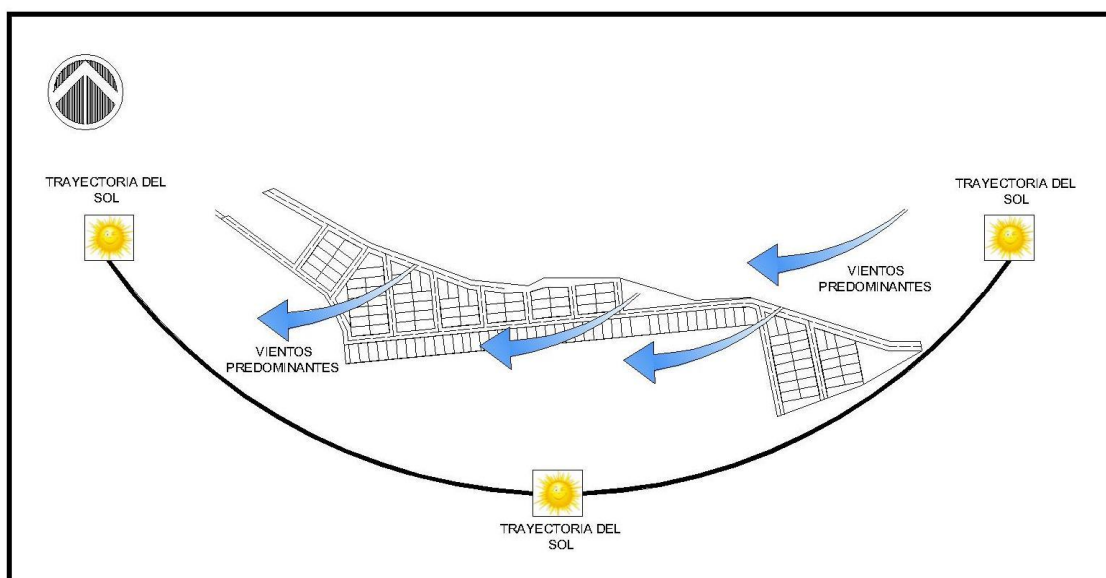 TRAYECTORIA DEL
SOL
TRAYECTORIA DEL
SOL
VIENTOS
PREDOMINANTES
VIENTOS
PREDOMINANTES
TRAYECTORIA DEL
SOL